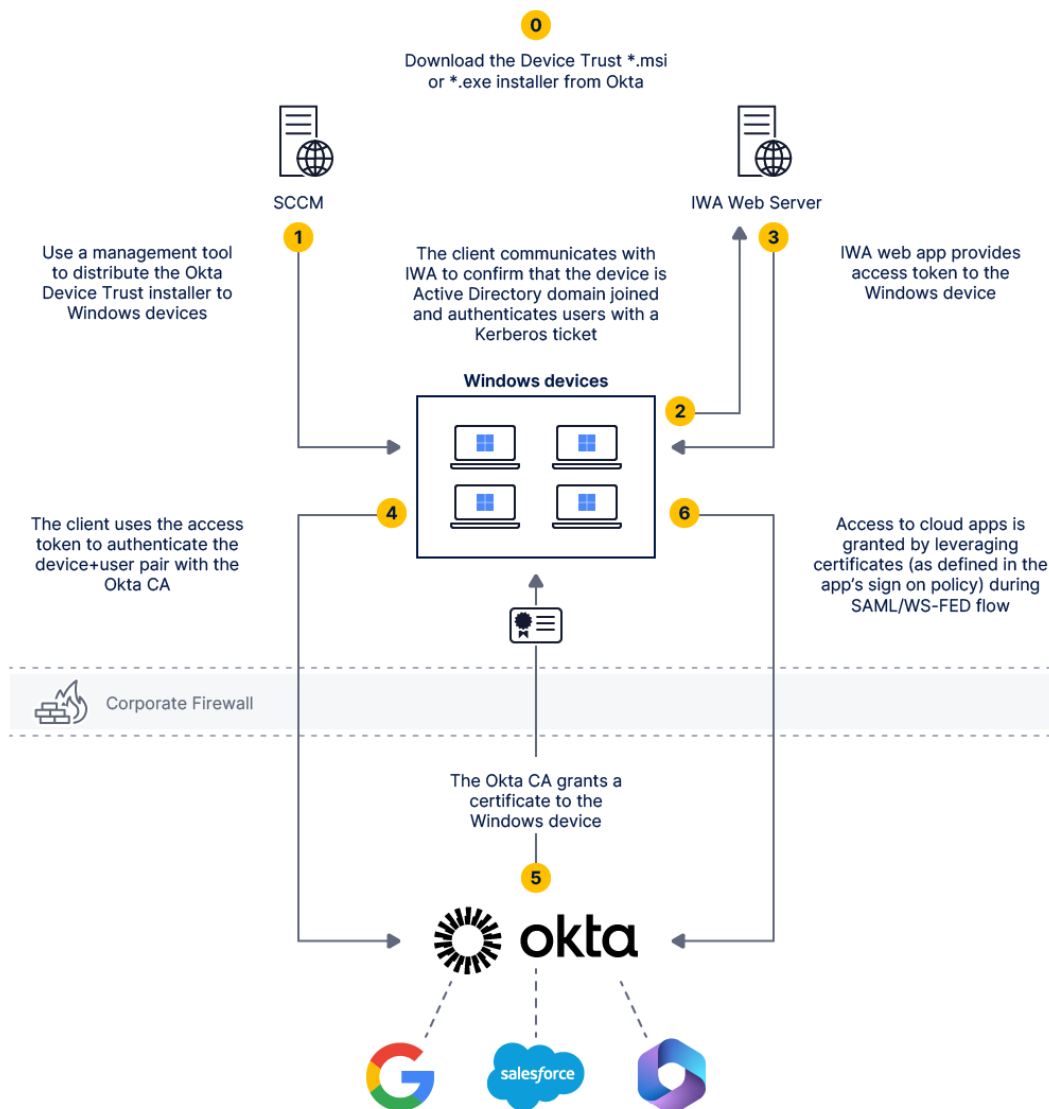 0
Download the Device Trust *.msi
or *.exe installer from Okta
SCCM
IWA Web Server
1
3
Use a management tool
to distribute the Okta
Device Trust installer to
Windows devices
The client communicates with
IWA to confirm that the device is
Active Directory domain joined
and authenticates users with a
Kerberos ticket
IWA web app provides
access token to the
Windows device
Windows devices
2
4
6
The client uses the access
token to authenticate the
device+user pair with the
Okta CA
Access to cloud apps is
granted by leveraging
certificates (as defined in the
app's sign on policy) during
SAML/WS-FED flow
Corporate Firewall
The Okta CA grants a
certificate to the
Windows device
5
okta
G
salesforce